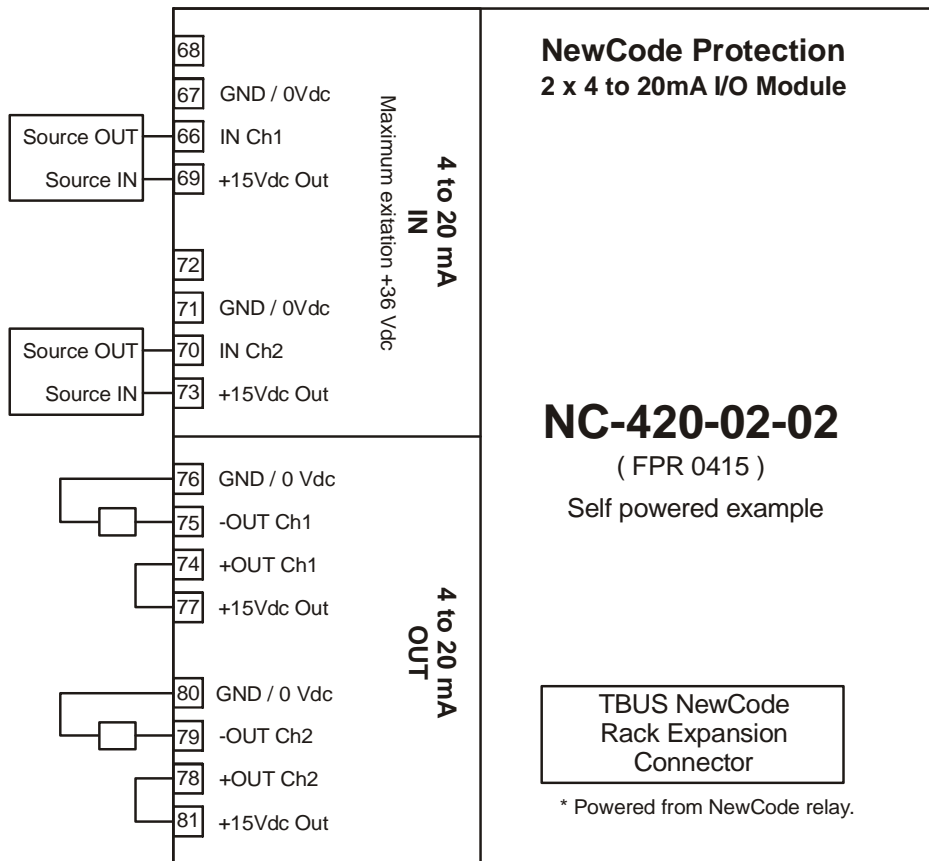 68
67 GND / 0Vdc
Source OUT 66 IN Ch1
Source IN 69 +15Vdc Out
72
71 GND / 0Vdc
Source OUT 70 IN Ch2
Source IN 73 +15Vdc Out
Maximum exitation +36 Vdc
4 to 20 mA
IN
76 GND / 0 Vdc
75 -OUT Ch1
74 +OUT Ch1
77 +15Vdc Out
80 GND / 0 Vdc
79 -OUT Ch2
78 +OUT Ch2
81 +15Vdc Out
4 to 20 mA
OUT
NewCode Protection
2 x 4 to 20mA I/O Module
NC-420-02-02
( FPR 0415 )
Self powered example
TBUS NewCode
Rack Expansion
Connector
* Powered from NewCode relay.